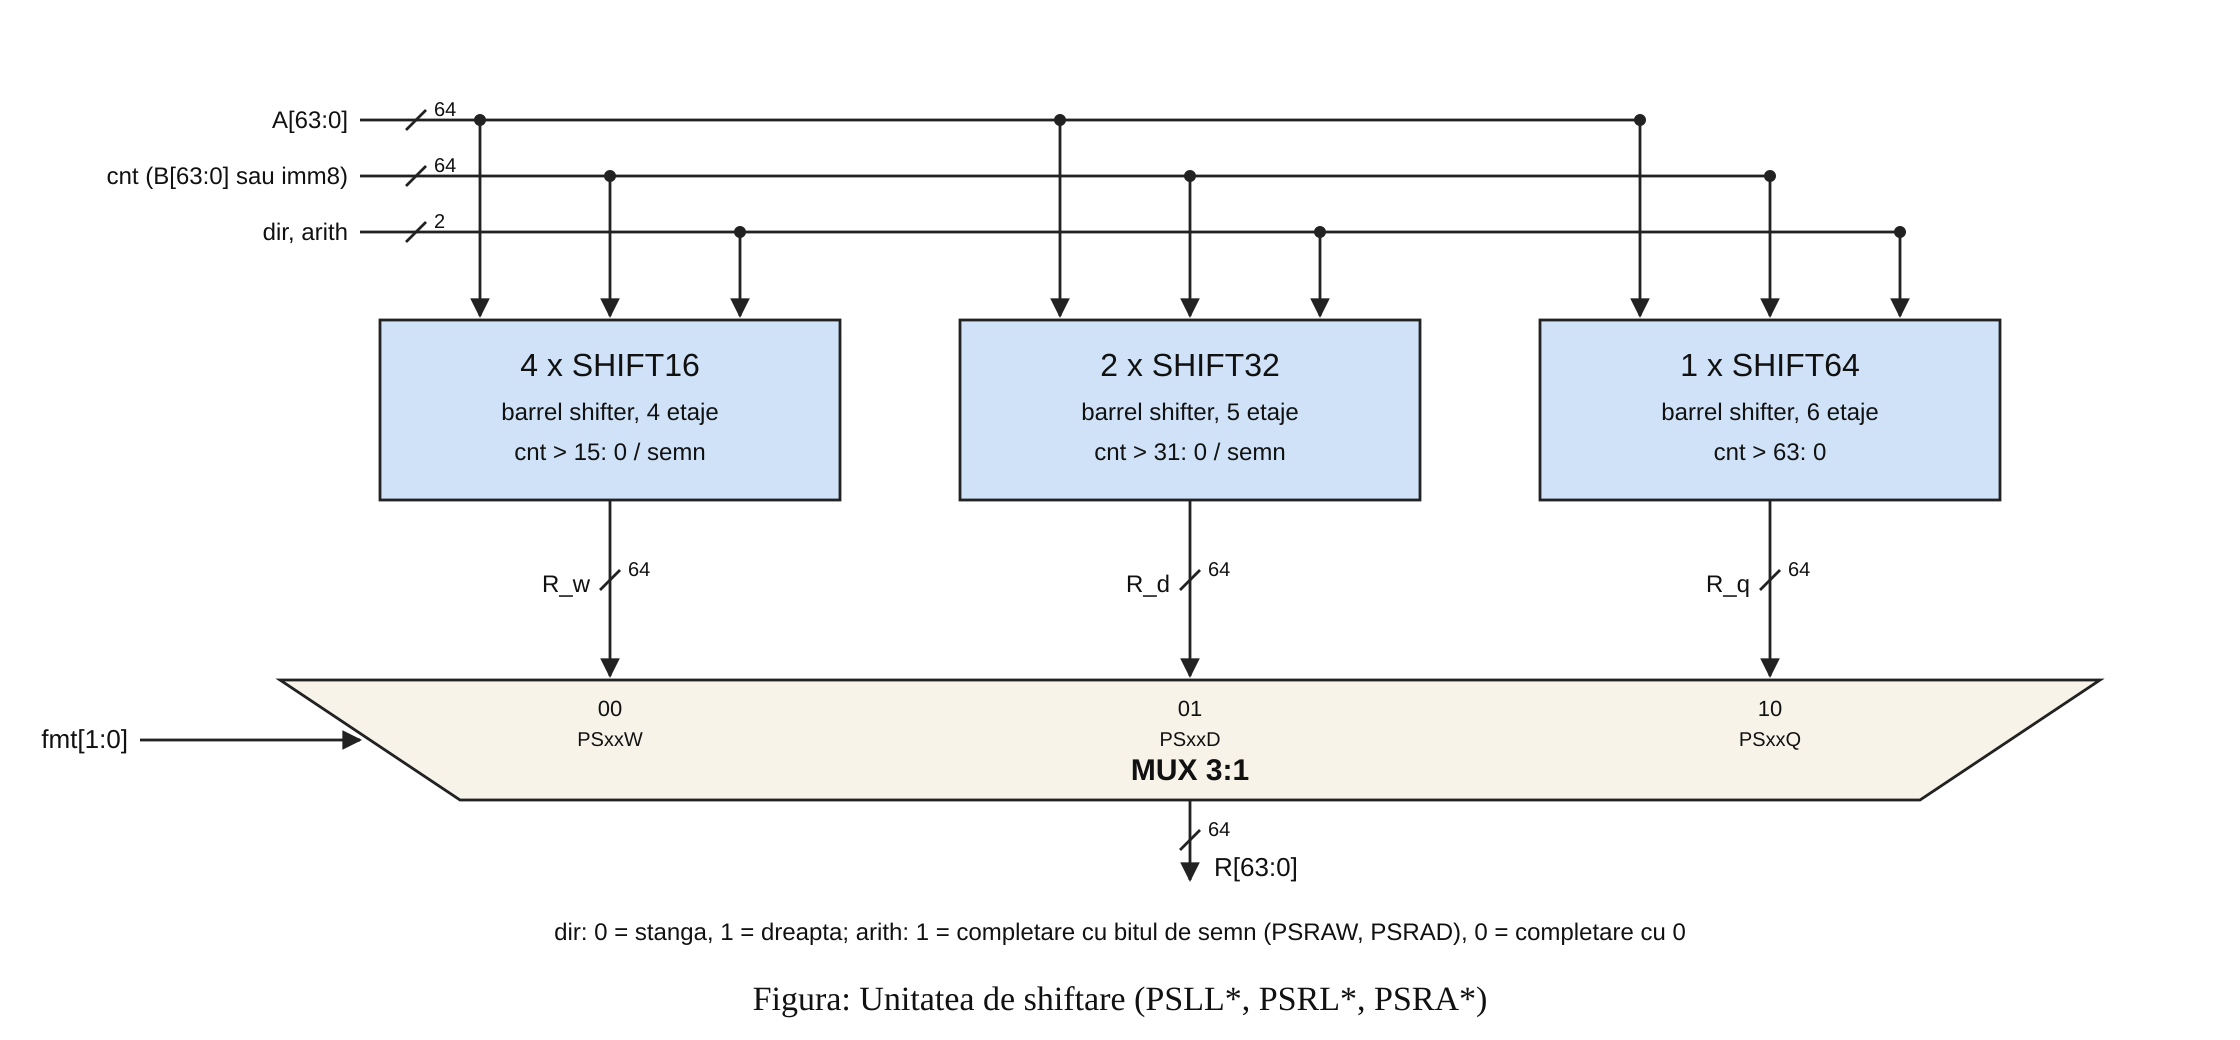 A[63:0]
64
cnt (B[63:0] sau imm8)
64
dir, arith
2
4 x SHIFT16
barrel shifter, 4 etaje
cnt > 15: 0 / semn
2 x SHIFT32
barrel shifter, 5 etaje
cnt > 31: 0 / semn
1 x SHIFT64
barrel shifter, 6 etaje
cnt > 63: 0
R_w
64
R_d
64
R_q
64
fmt[1:0]
00
PSxxW
01
PSxxD
10
PSxxQ
MUX 3:1
64
R[63:0]
dir: 0 = stanga, 1 = dreapta; arith: 1 = completare cu bitul de semn (PSRAW, PSRAD), 0 = completare cu 0
Figura: Unitatea de shiftare (PSLL*, PSRL*, PSRA*)